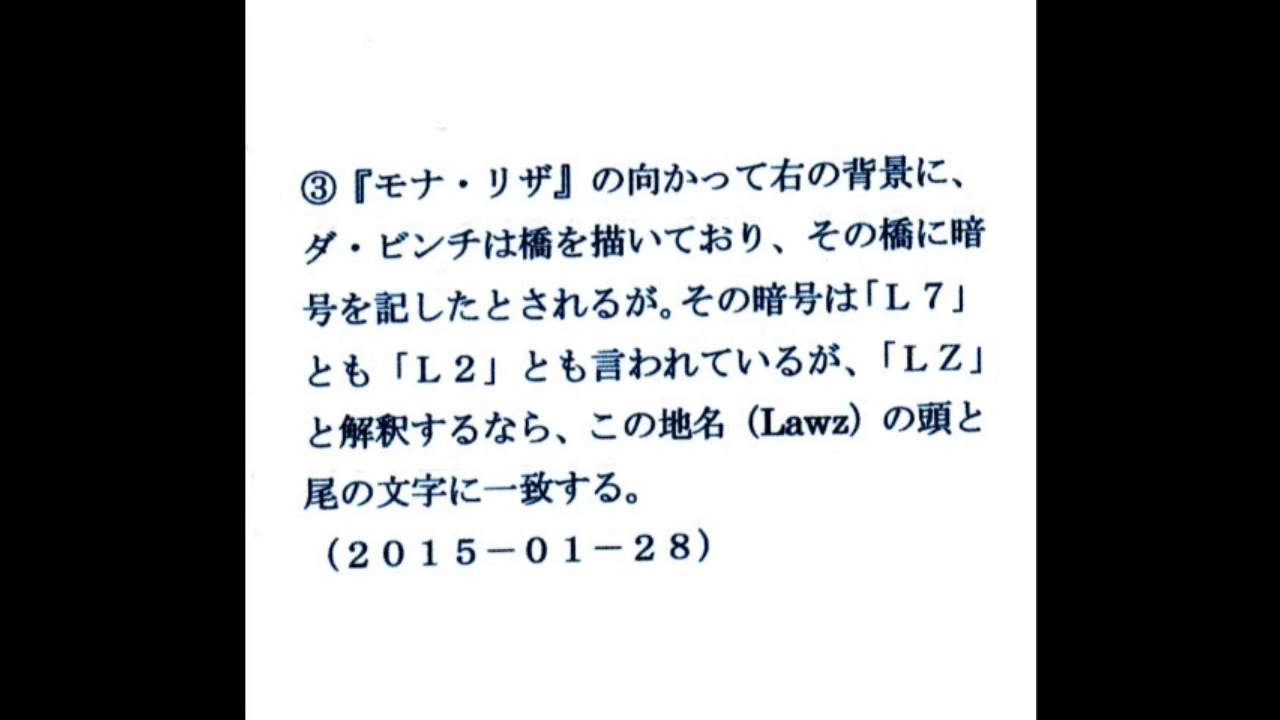 ③『モナ・リザ』の向かって右の背景に、
ダ・ビンチは橋を描いており、その橋に暗
号を記したとされるが。その暗号は「Ｌ７」
とも「Ｌ２」とも言われているが、「ＬＺ」
と解釈するなら、この地名（Lawz）の頭と
尾の文字に一致する。
（２０１５－０１－２８）